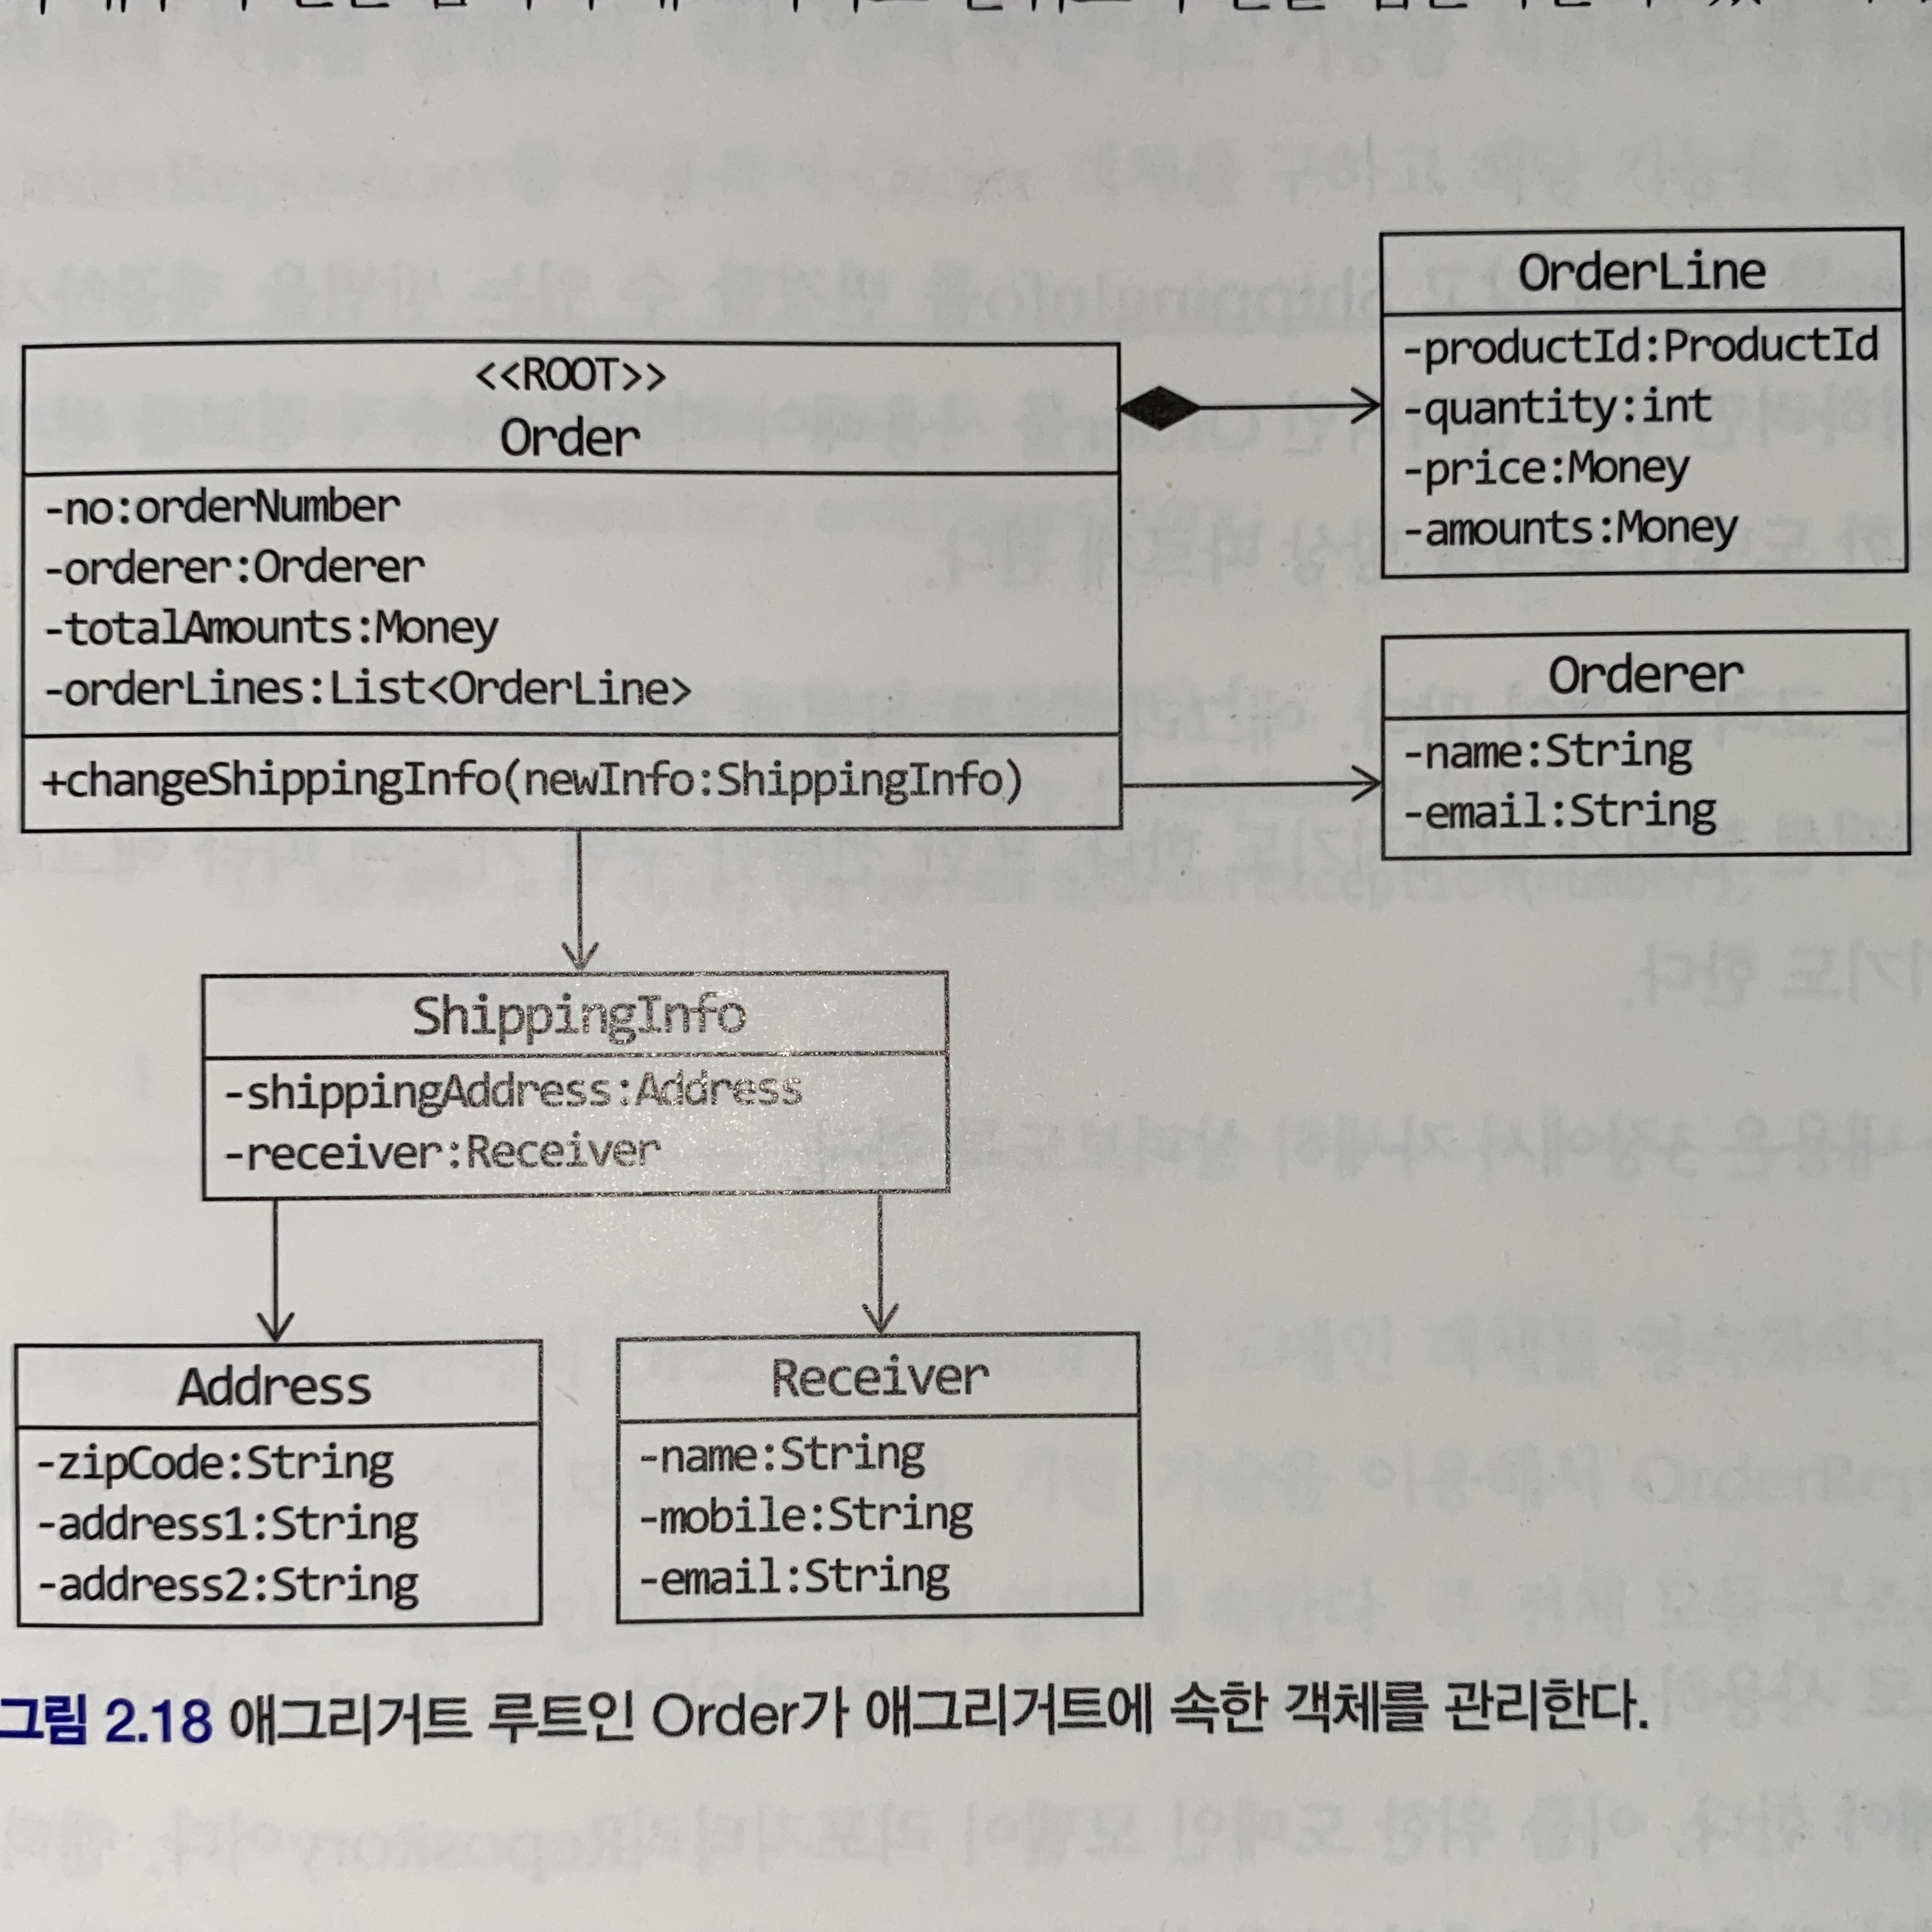 <<ROOT>>
Order
-no:orderNumber
-orderer:Orderer
-totalAmounts:Money
-orderLines:List<OrderLine>
+changeShippingInfo(newInfo:ShippingInfo)
OrderLine
-productId:ProductId
-quantity:int
-price:Money
-amounts:Money
Orderer
-name:String
-email:String
ShippingInfo
-shippingAddress:Address
-receiver:Receiver
Address
-zipCode:String
-address1:String
-address2:String
Receiver
-name:String
-mobile:String
-email:String
그림 2.18 애그리거트 루트인 Order가 애그리거트에 속한 객체를 관리한다.